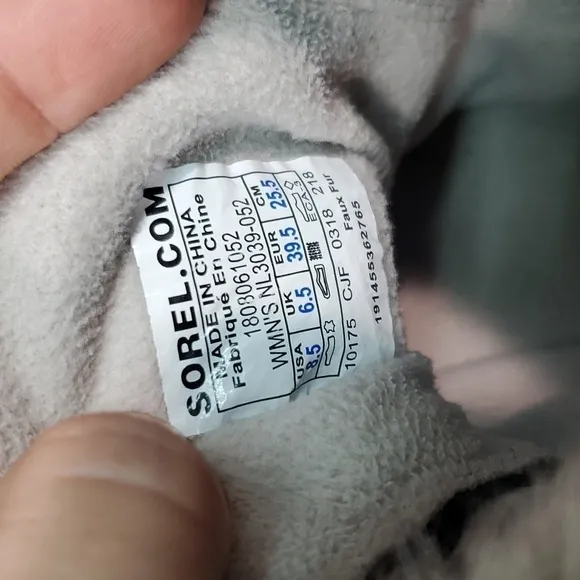 SOREL.COM
MADE IN CHINA
Fabriqué En Chine
1808061052
WMN'S NL3039-052
USA UK EUR CM
8.5 6.5 39.5 25.5
10175 CJF 0318 218
Faux Fur
191455362765